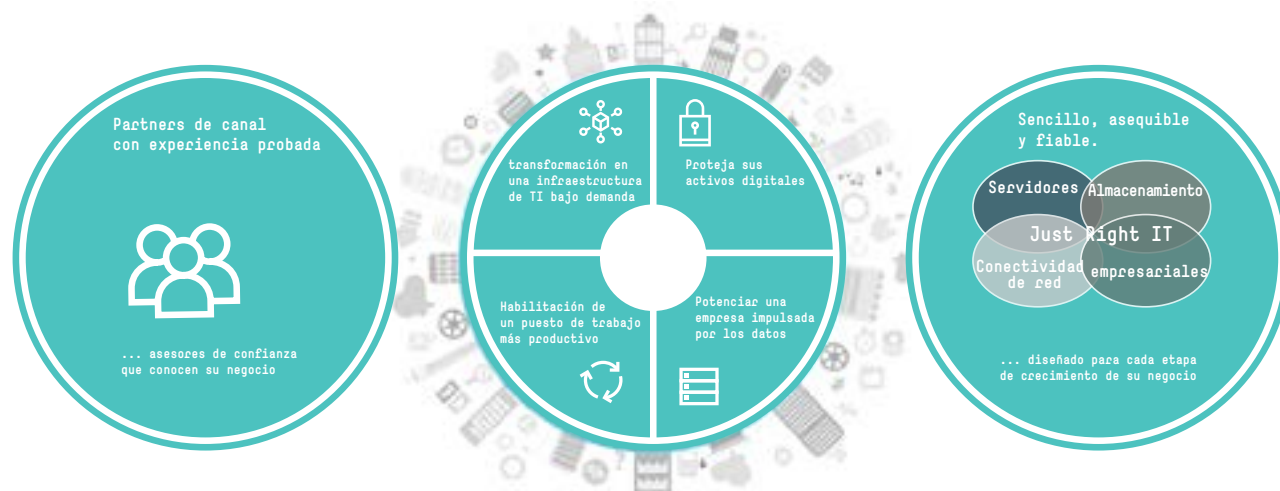 Partners de canal
con experiencia probada
... asesores de confianza
que conocen su negocio
transformación en
una infraestructura
de TI bajo demanda
Proteja sus
activos digitales
Habilitación de
un puesto de trabajo
más productivo
Potenciar una
empresa impulsada
por los datos
Sencillo, asequible
y fiable.
Servidores
Almacenamiento
Just Right IT
Conectividad
de red
empresariales
... diseñado para cada etapa
de crecimiento de su negocio